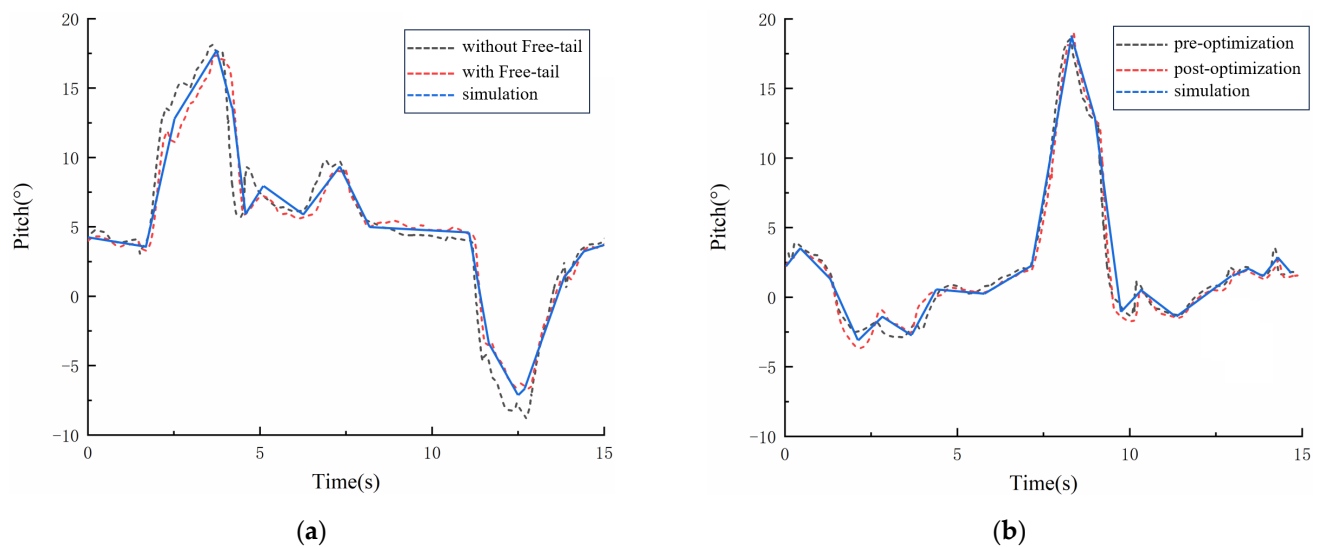 20
15
10
5
0
−5
−10
Pitch(°)
without Free-tail
with Free-tail
simulation
0
5
10
15
Time(s)
(a)
20
15
10
5
0
−5
−10
Pitch(°)
pre-optimization
post-optimization
simulation
0
5
10
15
Time(s)
(b)